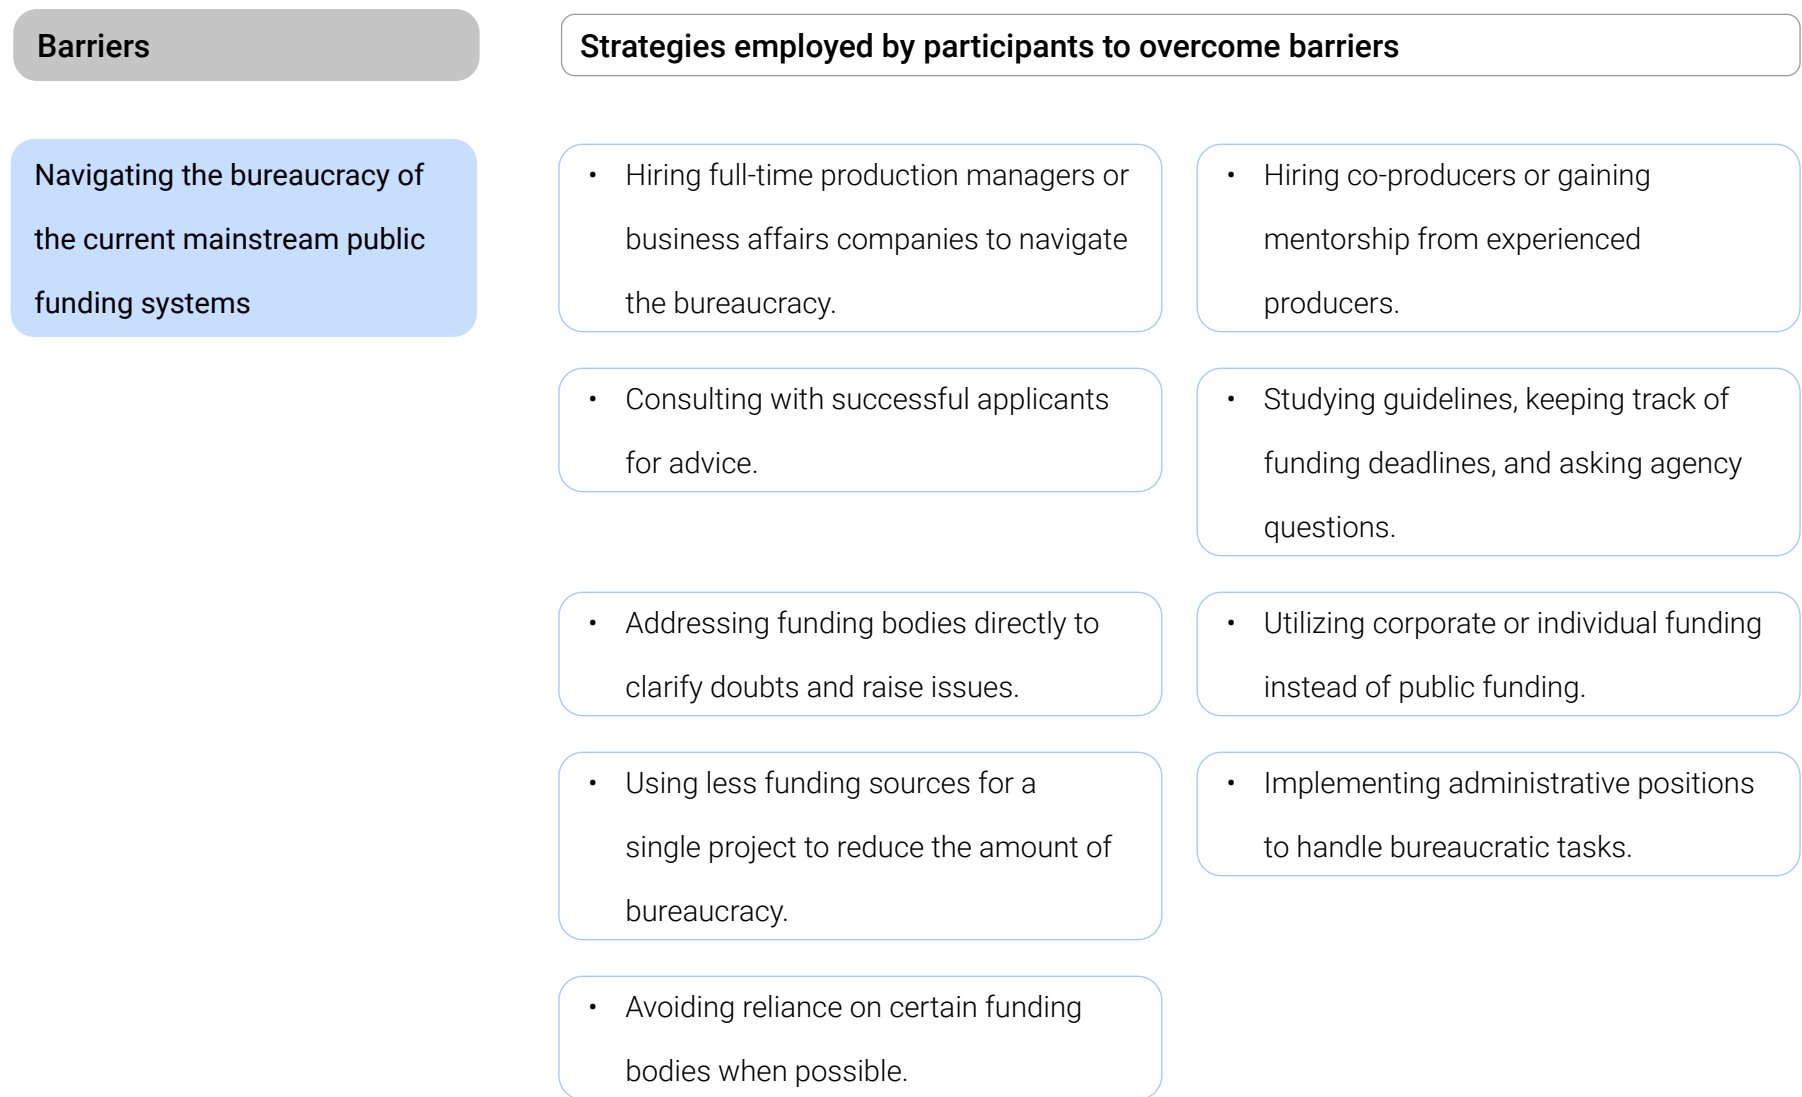 Barriers
Strategies employed by participants to overcome barriers
Navigating the bureaucracy of
the current mainstream public
funding systems
• Hiring full-time production managers or
business affairs companies to navigate
the bureaucracy.
• Hiring co-producers or gaining
mentorship from experienced
producers.
• Consulting with successful applicants
for advice.
• Studying guidelines, keeping track of
funding deadlines, and asking agency
questions.
• Addressing funding bodies directly to
clarify doubts and raise issues.
• Utilizing corporate or individual funding
instead of public funding.
• Using less funding sources for a
single project to reduce the amount of
bureaucracy.
• Implementing administrative positions
to handle bureaucratic tasks.
• Avoiding reliance on certain funding
bodies when possible.